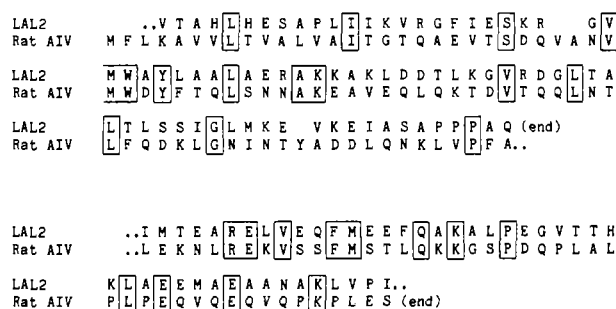 LAL2 ..V T A H L H E S A P L I I K V R G F I E S K R G V
Rat AIV M F L K A V V L T V A L V A I T G T Q A E V T S D Q V A N V
LAL2 M W A Y L A A L A E R A K K A K L D D T L K G V R D G L T A
Rat AIV M W D Y F T Q L S N N A K E A V E Q L Q K T D V T Q Q L N T
LAL2 L T L S S I G L M K E V K E I A S A P P P A Q (end)
Rat AIV L F Q D K L G N I N T Y A D D L Q N K L V P F A..
LAL2 ..I M T E A R E L V E Q F M E E F Q A K A L P E G V T T H
Rat AIV ..L E K N L R E K V S S F M S T L Q K K G S P D Q P L A L
LAL2 K L A E E M A E A A N A K L V P I..
Rat AIV P L P E Q V Q E Q V Q P K P L E S (end)